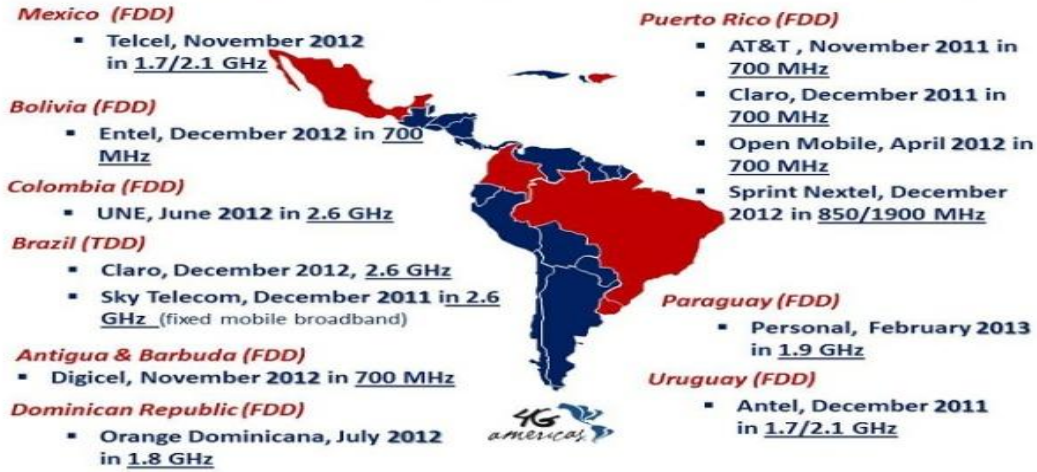 Mexico (FDD)
▪ Telcel, November 2012
in 1.7/2.1 GHz
Bolivia (FDD)
▪ Entel, December 2012 in 700
MHz
Colombia (FDD)
▪ UNE, June 2012 in 2.6 GHz
Brazil (TDD)
▪ Claro, December 2012, 2.6 GHz
▪ Sky Telecom, December 2011 in 2.6
GHz (fixed mobile broadband)
Antigua & Barbuda (FDD)
▪ Digicel, November 2012 in 700 MHz
Dominican Republic (FDD)
▪ Orange Dominicana, July 2012
in 1.8 GHz
Puerto Rico (FDD)
▪ AT&T , November 2011 in
700 MHz
▪ Claro, December 2011 in
700 MHz
▪ Open Mobile, April 2012 in
700 MHz
▪ Sprint Nextel, December
2012 in 850/1900 MHz
Paraguay (FDD)
▪ Personal, February 2013
in 1.9 GHz
Uruguay (FDD)
▪ Antel, December 2011
in 1.7/2.1 GHz
4G
americas